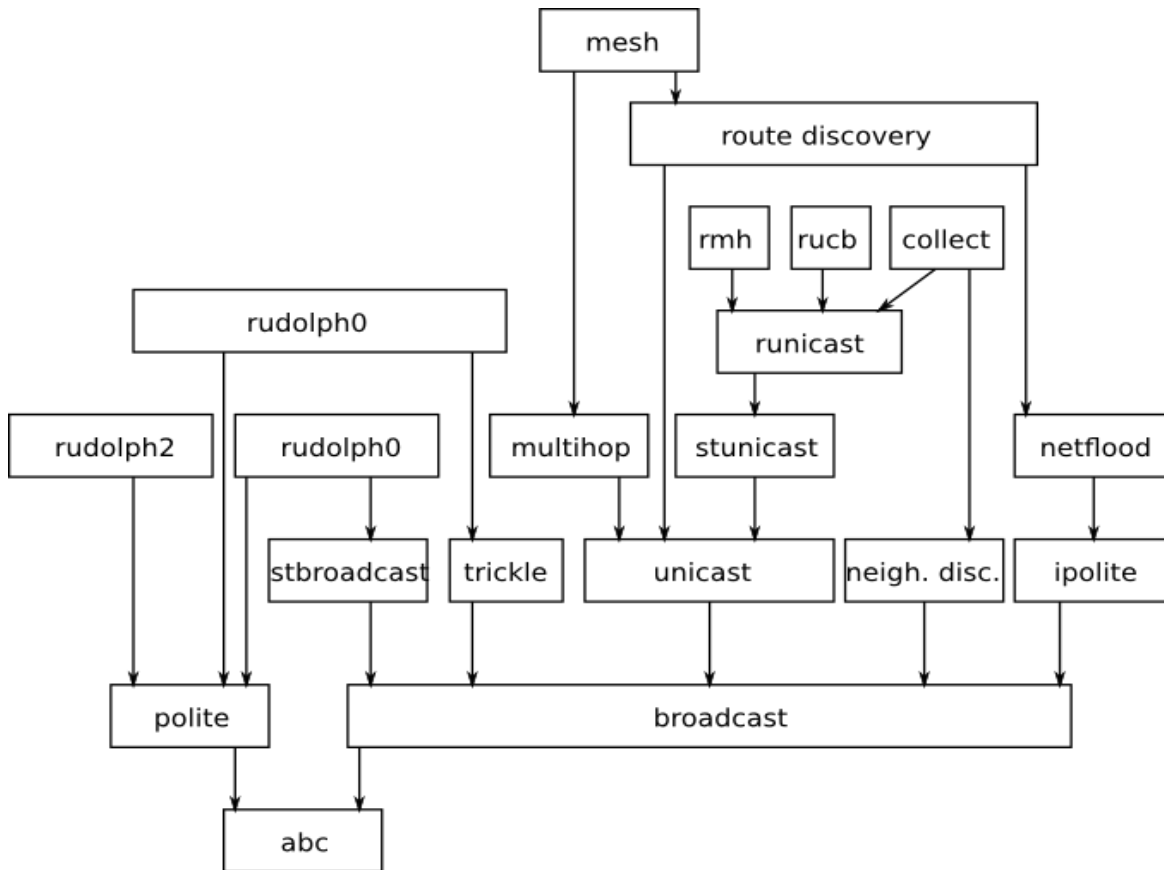 mesh
route discovery
rmh
rucb
collect
rudolph0
runicast
rudolph2
rudolph0
multihop
stunicast
netflood
stbroadcast
trickle
unicast
neigh. disc.
ipolite
polite
broadcast
abc